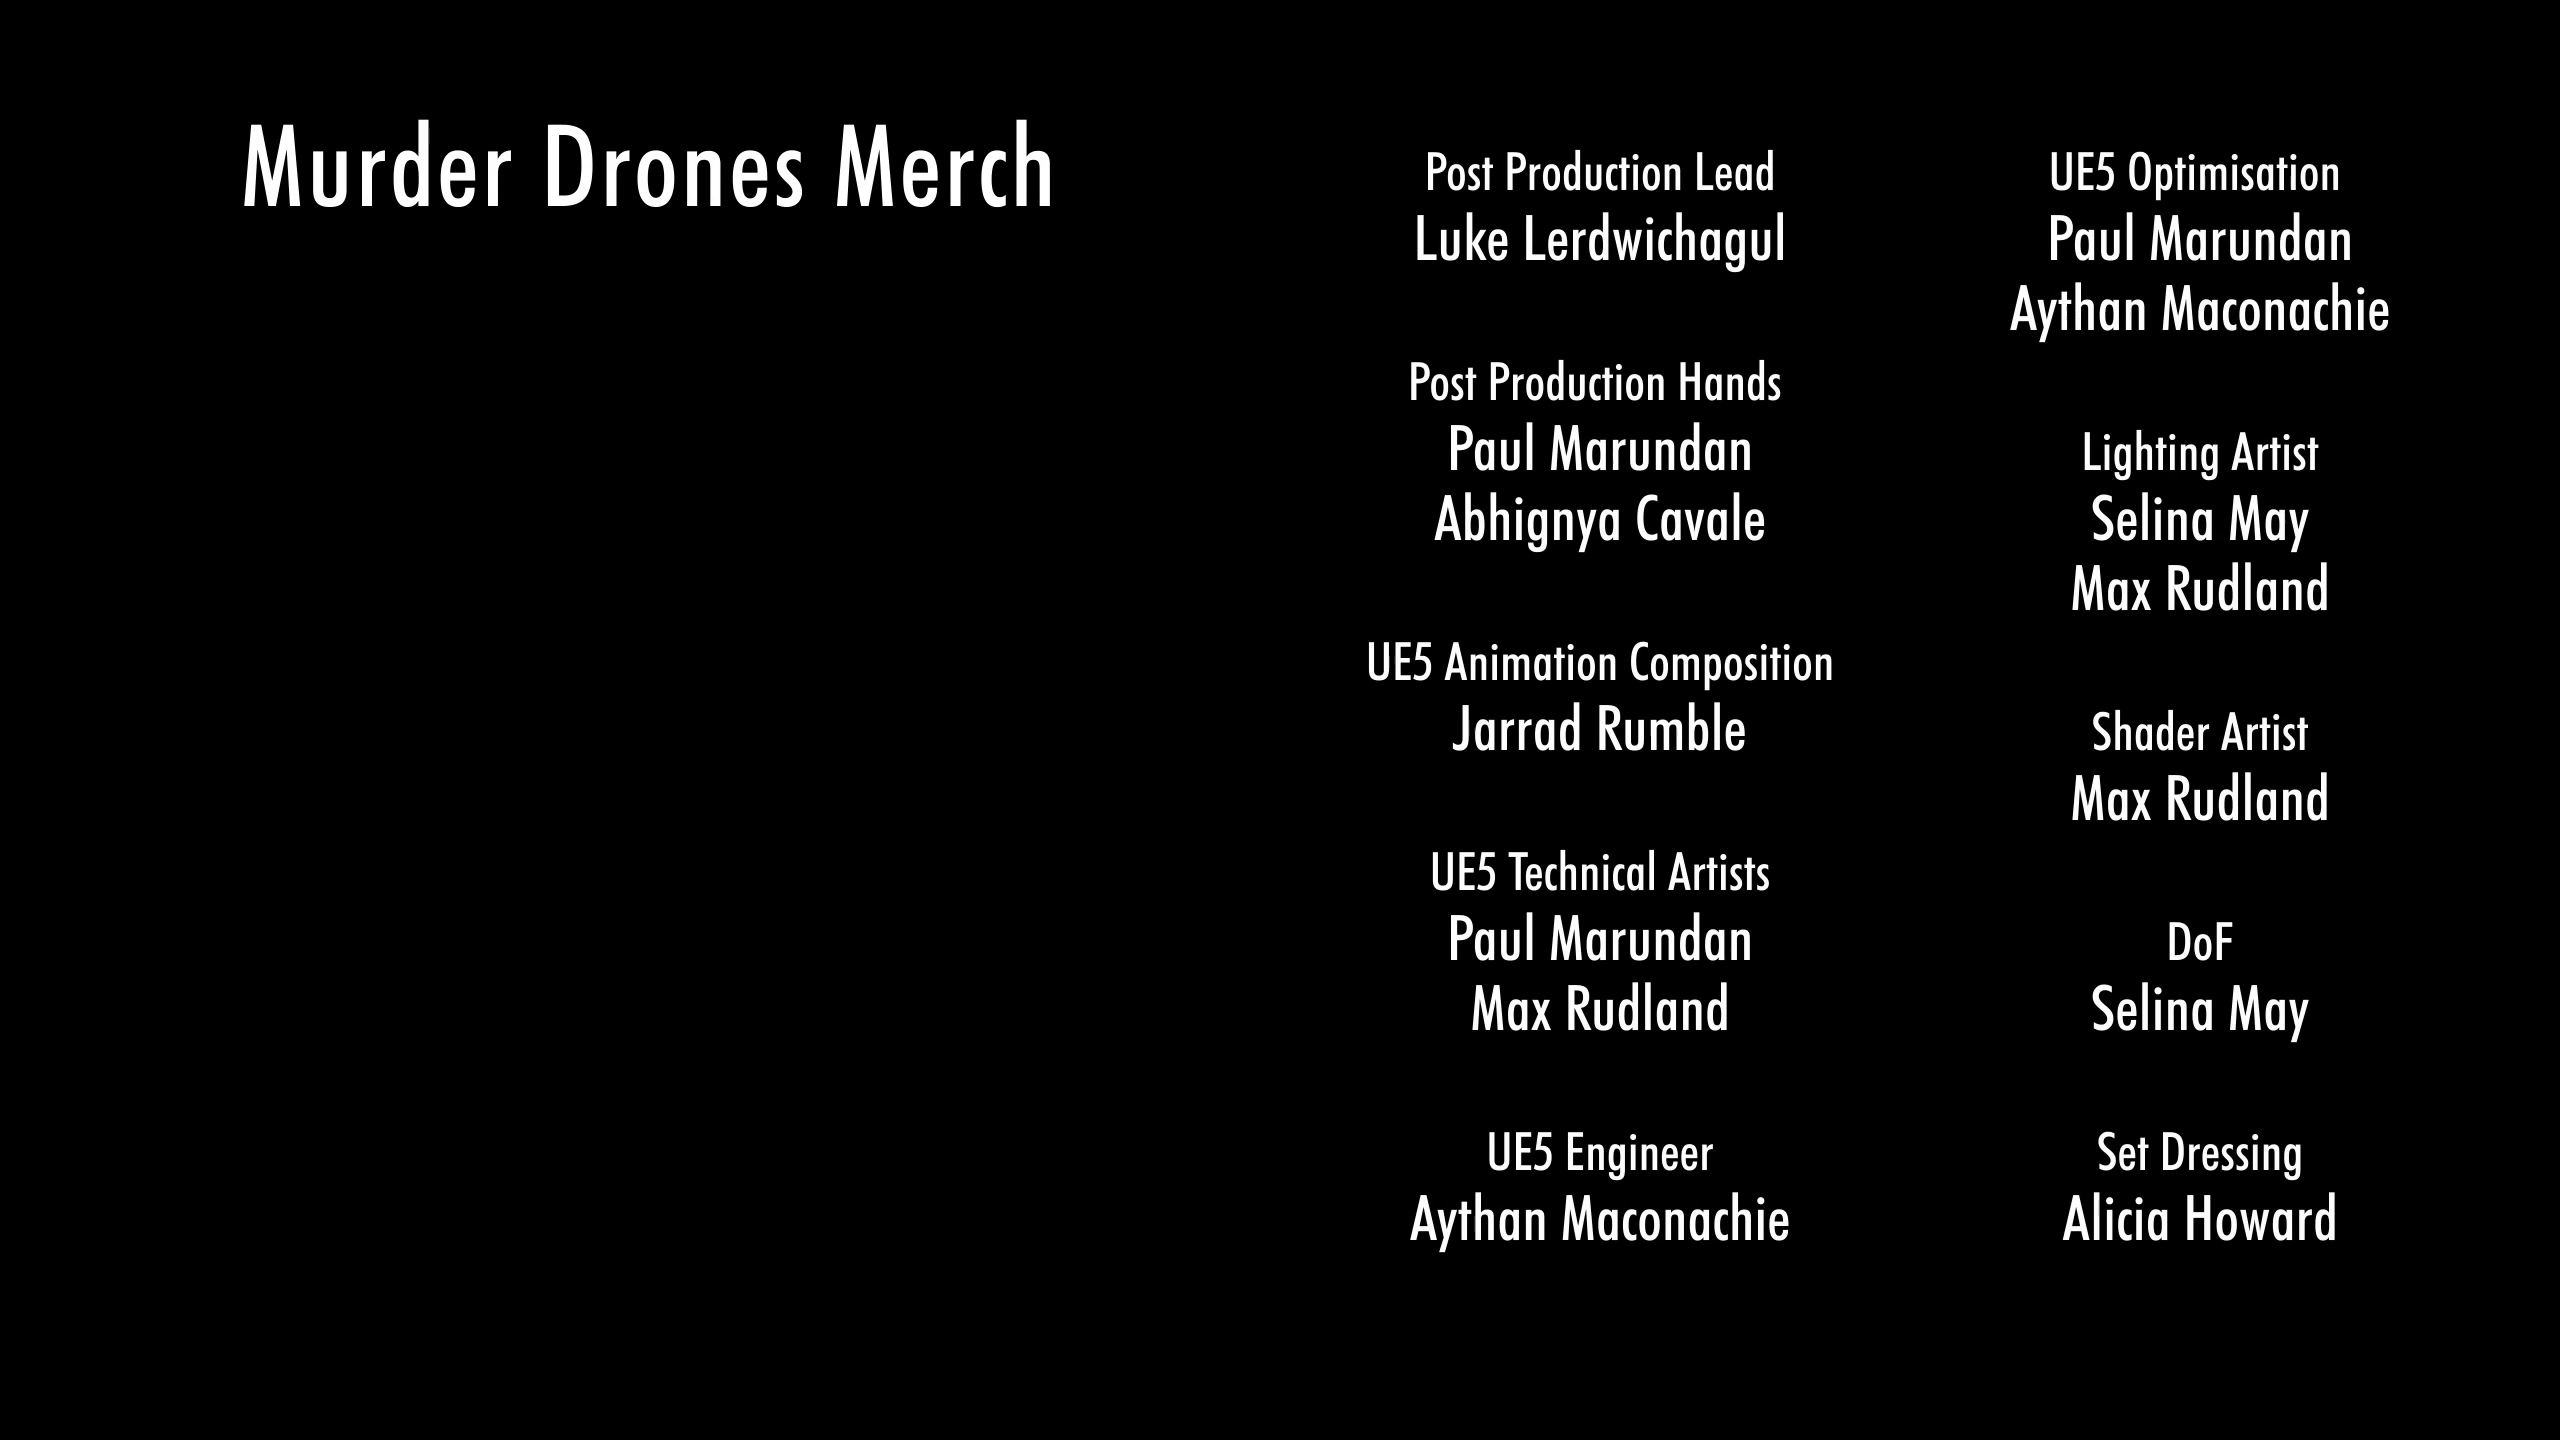 Murder Drones Merch
Post Production Lead
Luke Lerdwichagul
Post Production Hands
Paul Marundan
Abhignya Cavale
UE5 Animation Composition
Jarrad Rumble
UE5 Technical Artists
Paul Marundan
Max Rudland
UE5 Engineer
Aythan Maconachie
UE5 Optimisation
Paul Marundan
Aythan Maconachie
Lighting Artist
Selina May
Max Rudland
Shader Artist
Max Rudland
DoF
Selina May
Set Dressing
Alicia Howard